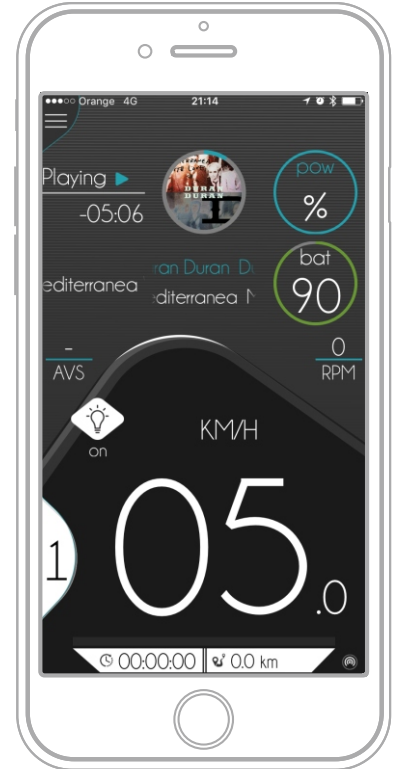 Orange 4G 21:14
Playing
-05:06
DURAN
DURAN
pow
%
ran Duran D
editerranea
editerranea
bat
90
-
AVS
0
RPM
on
KM/H
1
05.0
00:00:00
0.0 km